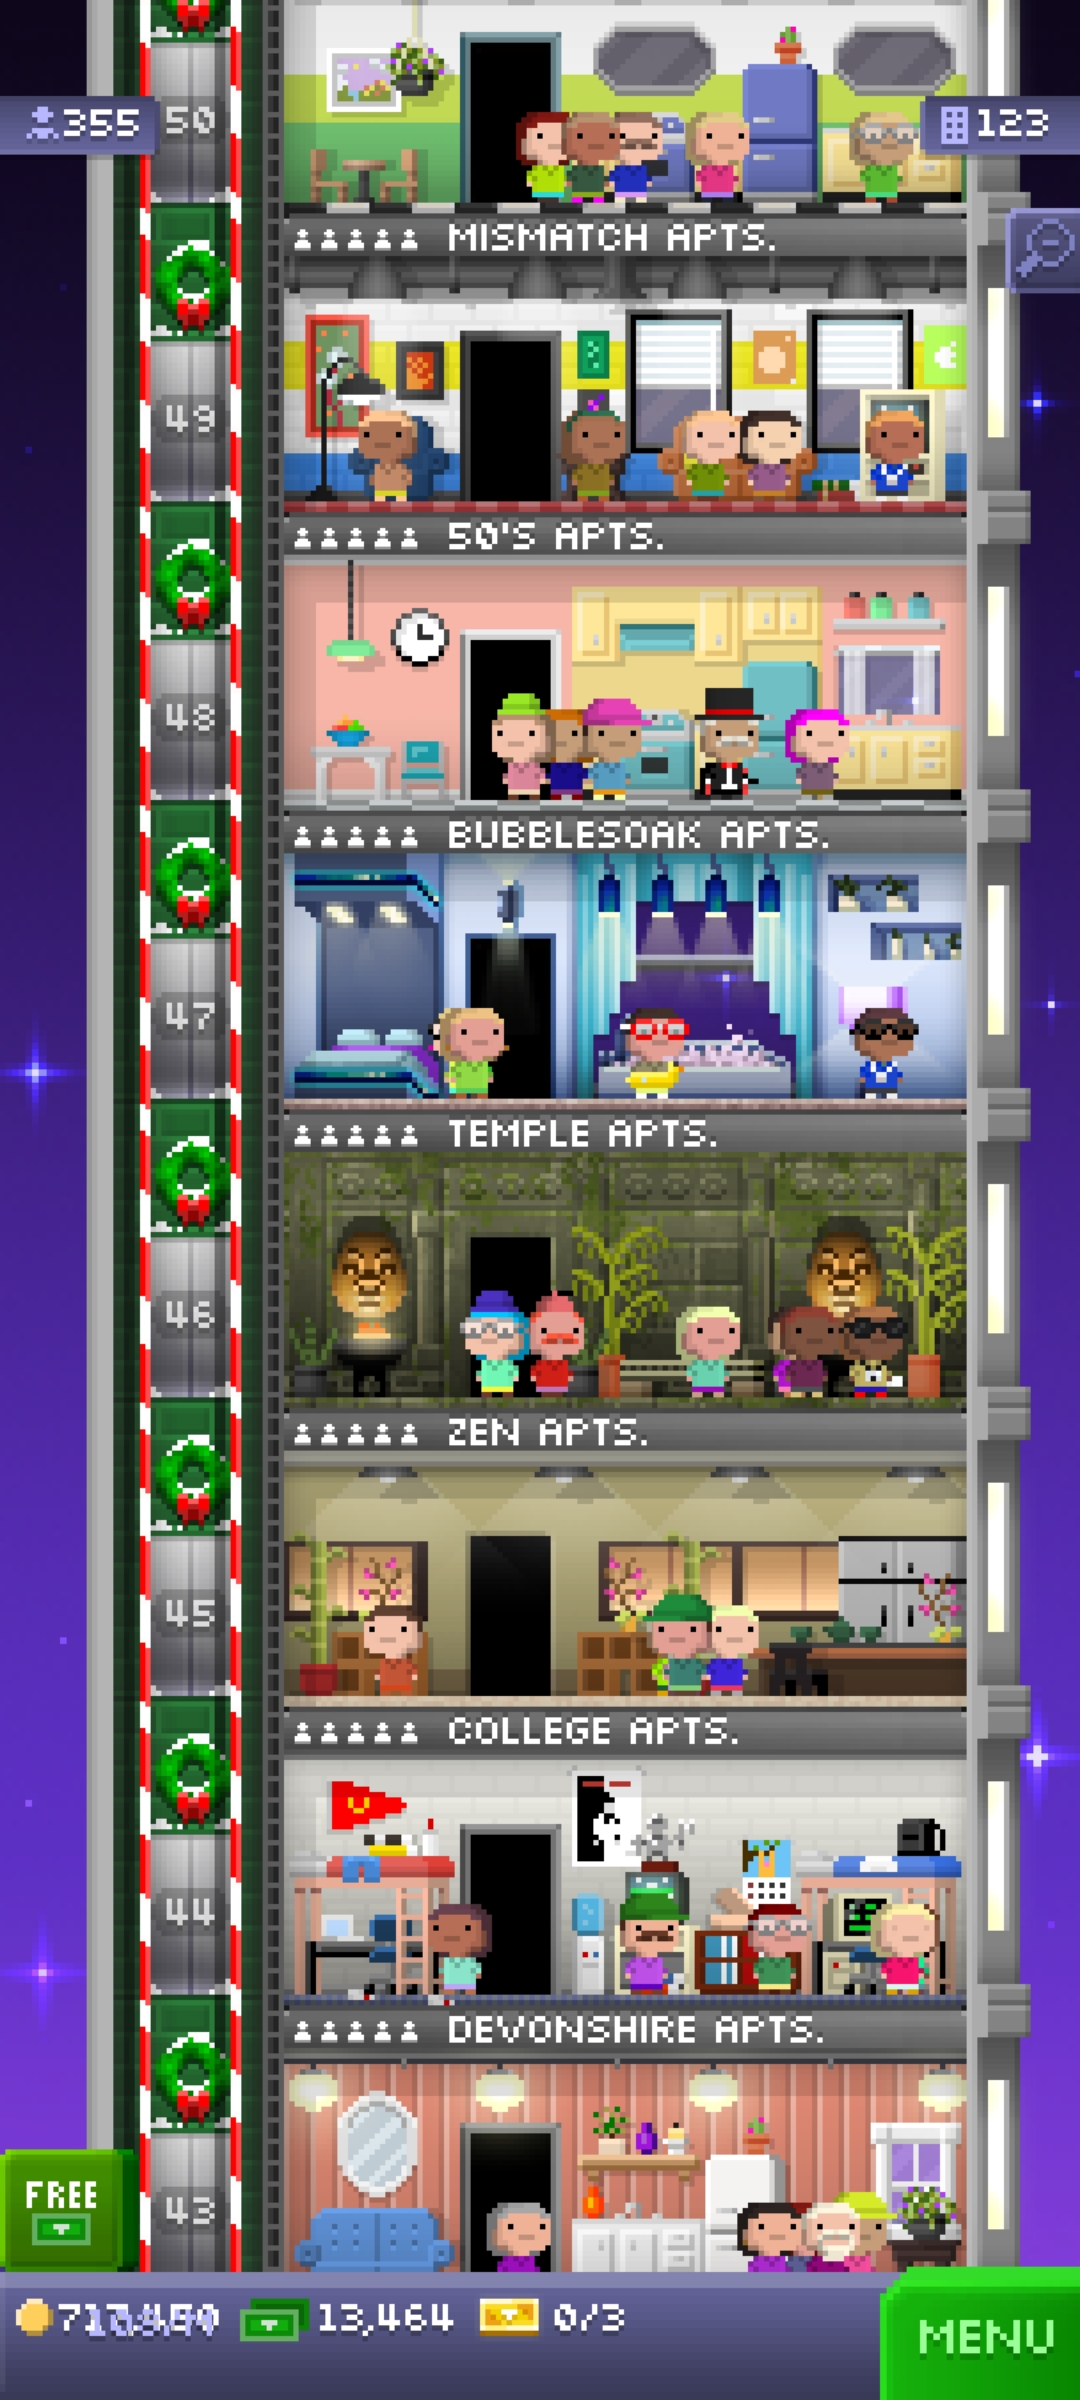 50
355
123
MISMATCH APTS.
49
50'S APTS.
48
BUBBLESOAK APTS.
47
TEMPLE APTS.
46
ZEN APTS.
45
COLLEGE APTS.
44
DEVONSHIRE APTS.
43
FREE
13,464
0/3
MENU